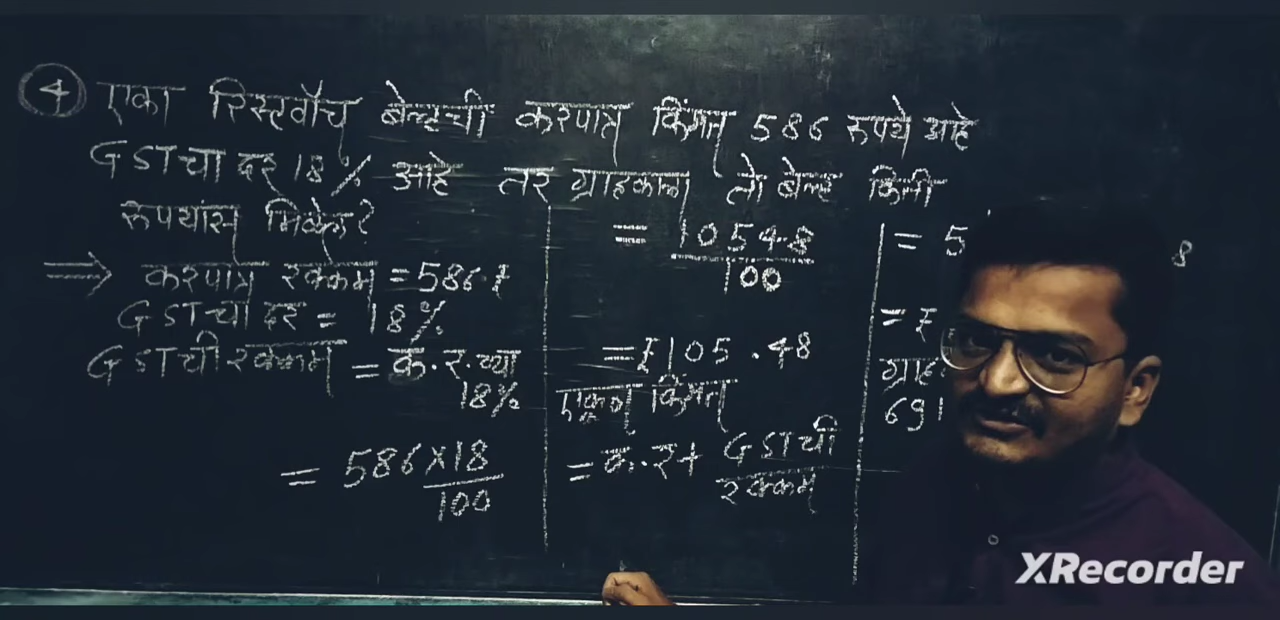 4 एका रिस्टवॉच बेल्टची करपात्र किंमत 586 रुपये आहे
GSTचा दर 18% आहे तर ग्राहकाला तो बेल्ट किती
रुपयांस मिळेल?
⇒ करपात्र रक्कम = 586 ₹
GSTचा दर = 18%
GSTची रक्कम = क.र.च्या
18%
= 586 × 18
100
= 1054.8
100
= ₹ 105.48
एकूण किंमत
= क.र + GSTची
रक्कम
= 5 8
= ₹
ग्राह
691
XRecorder